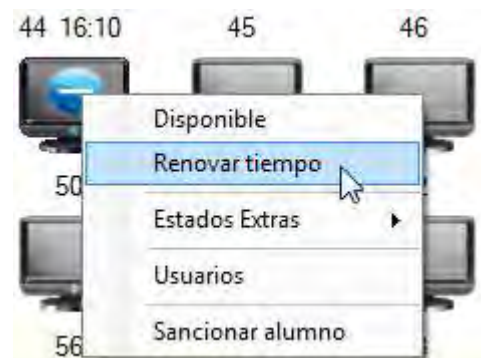 44 16:10 45 46
Disponible
Renovar tiempo
50
Estados Extras
Usuarios
Sancionar alumno
56